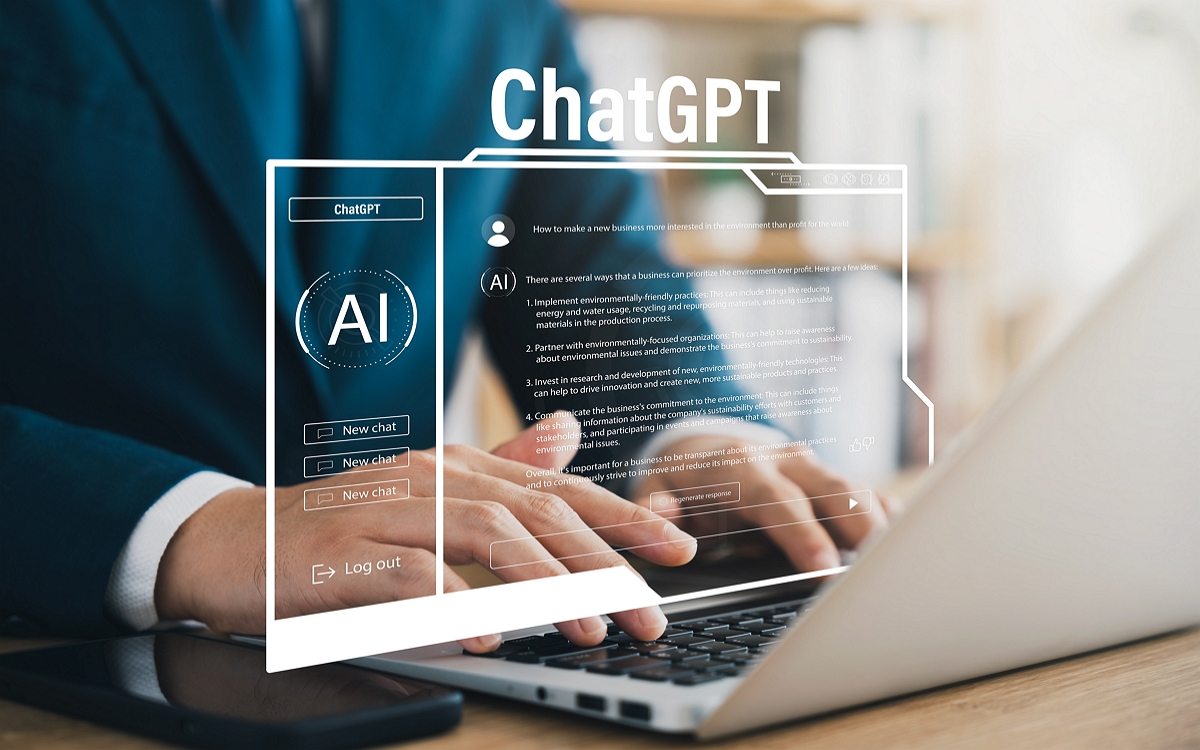 ChatGPT
ChatGPT
AI
New chat
New chat
New chat
Log out
How to make a new business more interested in the environment than profit for the world
AI
There are several ways that a business can prioritize the environment over profit. Here are a few ideas:
1. Implement environmentally-friendly practices: This can include things like reducing
energy and water usage, recycling and repurposing materials, and using sustainable
materials in the production process.
2. Partner with environmentally-focused organizations: This can help to raise awareness
about environmental issues and demonstrate the business's commitment to sustainability.
3. Invest in research and development of new, environmentally-friendly technologies: This
can help to drive innovation and create new, more sustainable products and practices.
4. Communicate the business's commitment to the environment: This can include things
like sharing information about the company's sustainability efforts with customers and
stakeholders, and participating in events and campaigns that raise awareness about
environmental issues.
Overall, it's important for a business to be transparent about its environmental practices
and to continuously strive to improve and reduce its impact on the environment.
Regenerate response